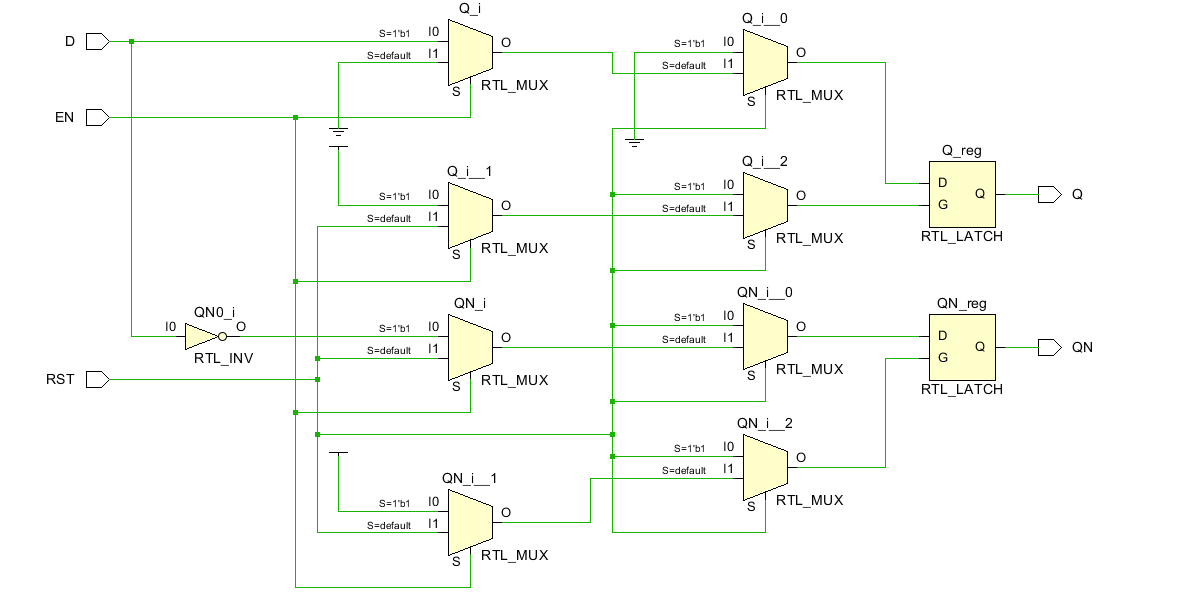 Q_i
S=1'b1 I0
S=default I1
O
S
RTL_MUX
Q_i__0
S=1'b1 I0
S=default I1
O
S
RTL_MUX
D
EN
Q_i__1
S=1'b1 I0
S=default I1
O
S
RTL_MUX
Q_i__2
S=1'b1 I0
S=default I1
O
S
RTL_MUX
Q_reg
D
G
Q
RTL_LATCH
Q
QN0_i
I0 O
RTL_INV
RST
QN_i
S=1'b1 I0
S=default I1
O
S
RTL_MUX
QN_i__0
S=1'b1 I0
S=default I1
O
S
RTL_MUX
QN_reg
D
G
Q
RTL_LATCH
QN
QN_i__1
S=1'b1 I0
S=default I1
O
S
RTL_MUX
QN_i__2
S=1'b1 I0
S=default I1
O
S
RTL_MUX